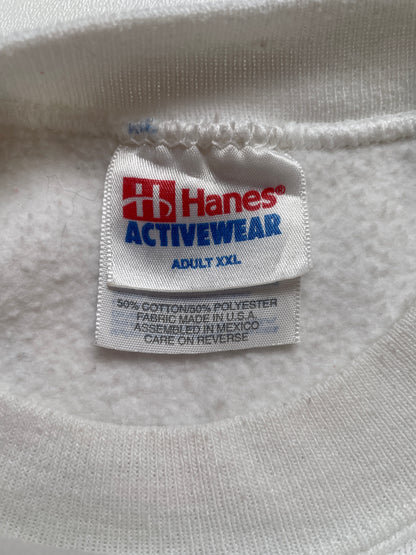 Hanes®
ACTIVEWEAR
ADULT XXL
50% COTTON/50% POLYESTER
FABRIC MADE IN U.S.A.
ASSEMBLED IN MEXICO
CARE ON REVERSE